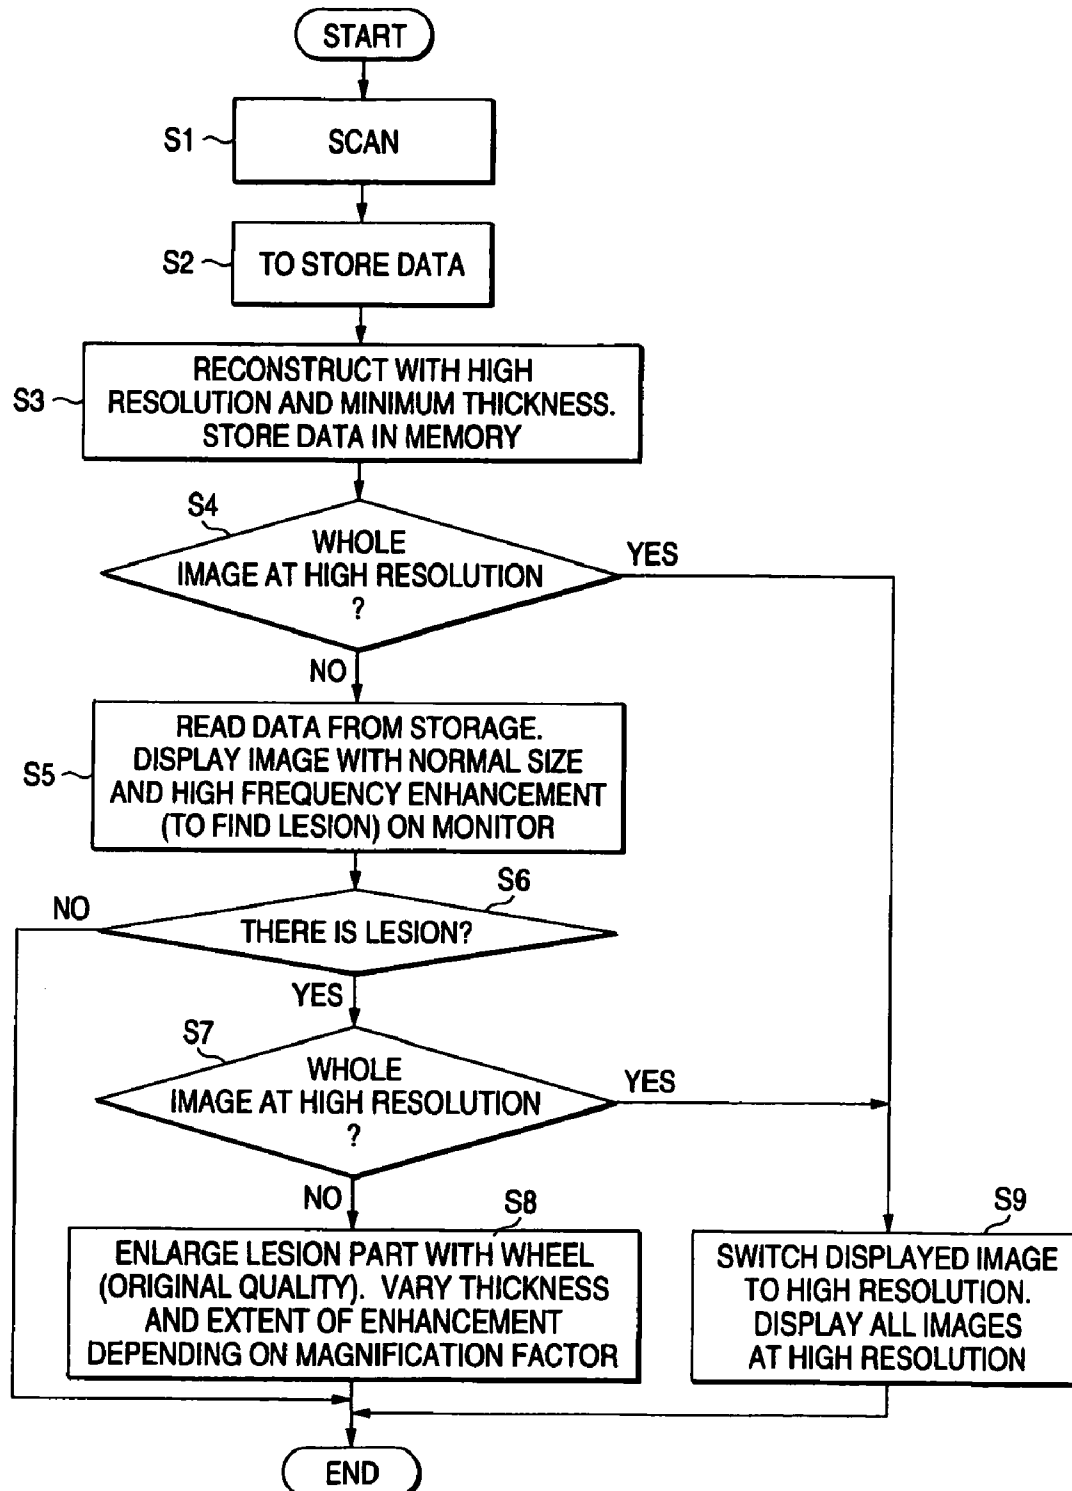 START
S1
SCAN
S2
TO STORE DATA
S3
RECONSTRUCT WITH HIGH
RESOLUTION AND MINIMUM THICKNESS.
STORE DATA IN MEMORY
S4
WHOLE
IMAGE AT HIGH RESOLUTION
?
YES
NO
S5
READ DATA FROM STORAGE.
DISPLAY IMAGE WITH NORMAL SIZE
AND HIGH FREQUENCY ENHANCEMENT
(TO FIND LESION) ON MONITOR
S6
NO
THERE IS LESION?
YES
S7
WHOLE
IMAGE AT HIGH RESOLUTION
?
YES
NO
S8
ENLARGE LESION PART WITH WHEEL
(ORIGINAL QUALITY). VARY THICKNESS
AND EXTENT OF ENHANCEMENT
DEPENDING ON MAGNIFICATION FACTOR
S9
SWITCH DISPLAYED IMAGE
TO HIGH RESOLUTION.
DISPLAY ALL IMAGES
AT HIGH RESOLUTION
END